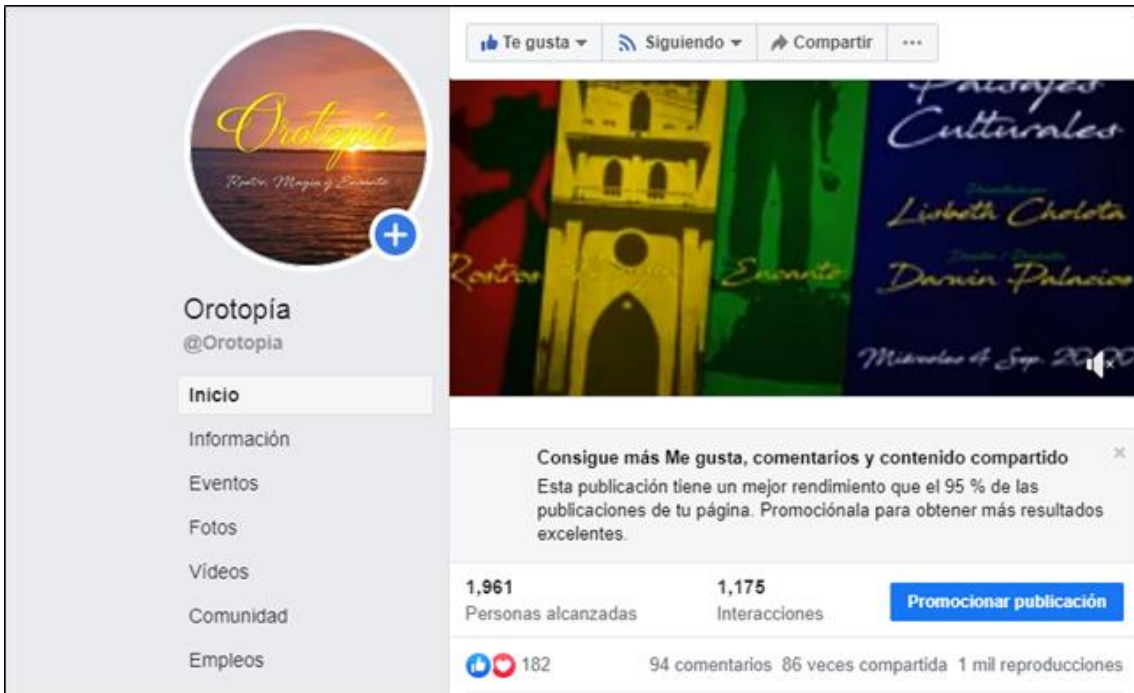 Te gusta Siguiendo Compartir ...
Orotopía
Rostro, Magia y Encanto
Orotopía
@Orotopia
Inicio
Información
Eventos
Fotos
Vídeos
Comunidad
Empleos
Paisajes
Culturales
Lisbeth Cholota
Darwin Palacios
Rostros
Encanto
Miércoles 4 Sep. 20:00
Consigue más Me gusta, comentarios y contenido compartido
Esta publicación tiene un mejor rendimiento que el 95 % de las
publicaciones de tu página. Promociónala para obtener más resultados
excelentes.
1,961 1,175
Personas alcanzadas Interacciones
Promocionar publicación
182 94 comentarios 86 veces compartida 1 mil reproducciones